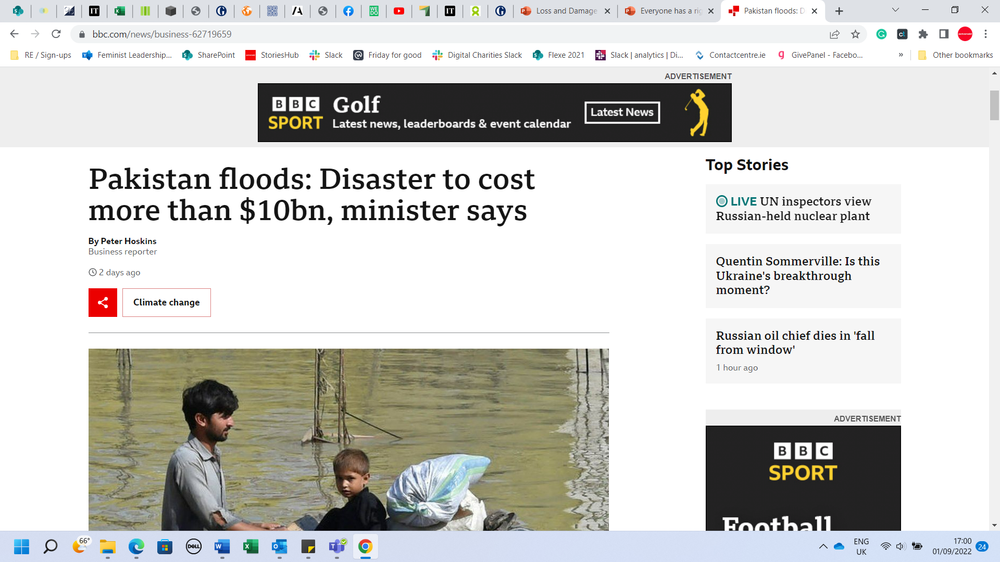 Loss and Damage
Everyone has a rig
Pakistan floods: D
bbc.com/news/business-62719659
RE / Sign-ups
Feminist Leadership...
SharePoint
StoriesHub
Slack
Friday for good
Digital Charities Slack
Flexe 2021
Slack | analytics | Di...
Contactcentre.ie
GivePanel - Facebo...
»
Other bookmarks
ADVERTISEMENT
BBC
SPORT
Golf
Latest news, leaderboards & event calendar
Latest News
Pakistan floods: Disaster to cost
more than $10bn, minister says
By Peter Hoskins
Business reporter
2 days ago
Climate change
Top Stories
LIVE UN inspectors view
Russian-held nuclear plant
Quentin Sommerville: Is this
Ukraine's breakthrough
moment?
Russian oil chief dies in 'fall
from window'
1 hour ago
ADVERTISEMENT
BBC
SPORT
Football
66°
DELL
ENG
UK
17:00
01/09/2022
24